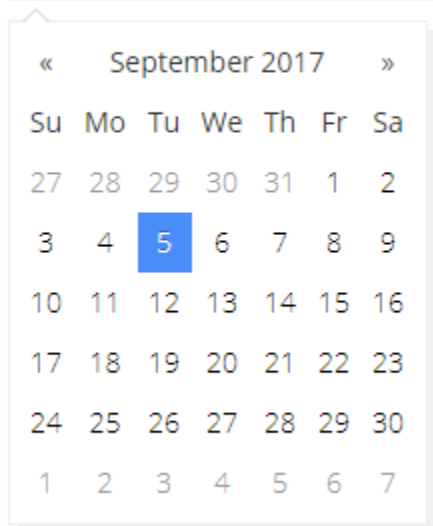 « September 2017 »
Su Mo Tu We Th Fr Sa
27 28 29 30 31 1 2
3 4 5 6 7 8 9
10 11 12 13 14 15 16
17 18 19 20 21 22 23
24 25 26 27 28 29 30
1 2 3 4 5 6 7